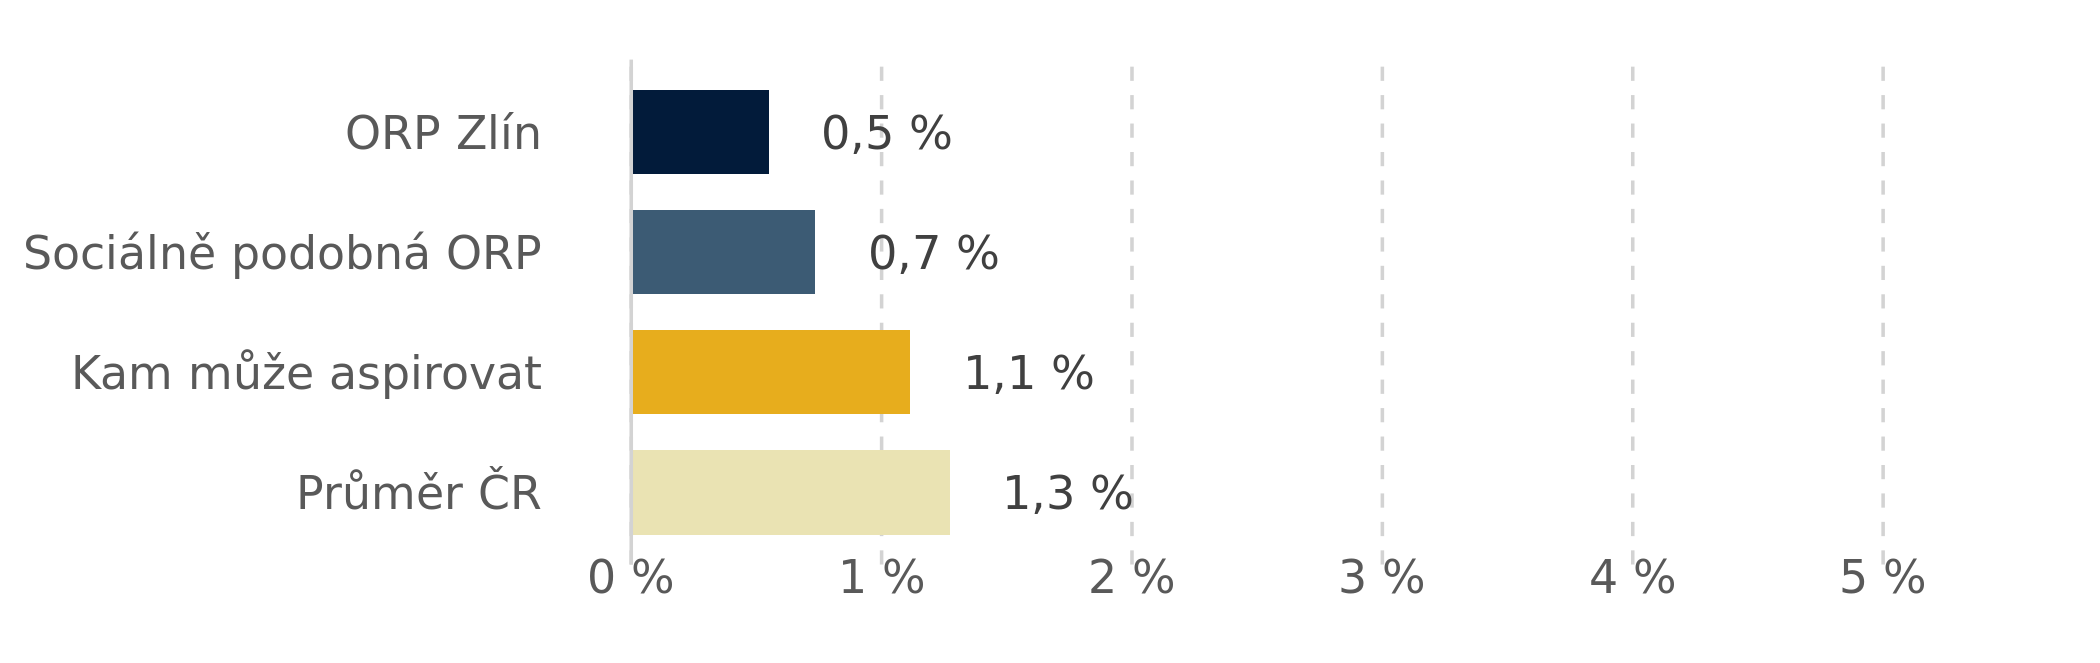 ORP Zlín 0,5 %
Sociálně podobná ORP 0,7 %
Kam může aspirovat 1,1 %
Průměr ČR 1,3 %
0 % 1 % 2 % 3 % 4 % 5 %